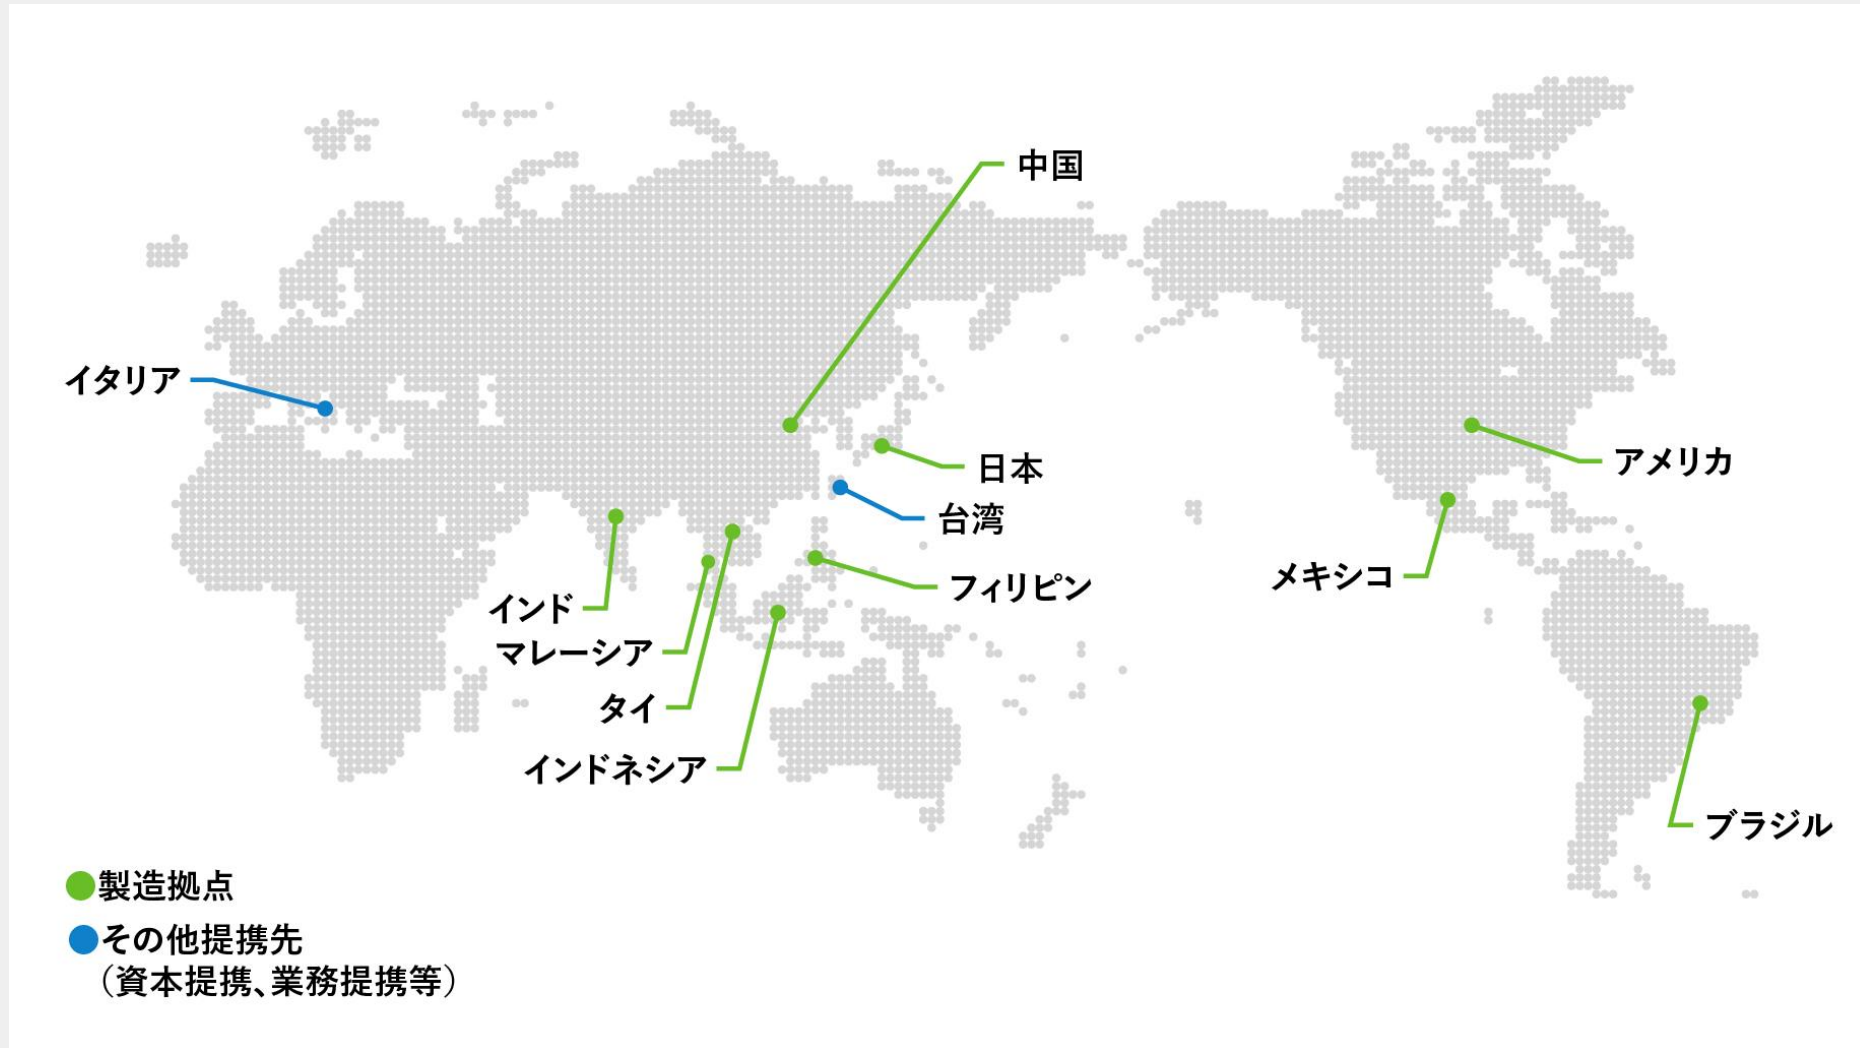 中国
イタリア
日本
アメリカ
台湾
メキシコ
フィリピン
インド
マレーシア
タイ
インドネシア
ブラジル
●製造拠点
●その他提携先
（資本提携、業務提携等）